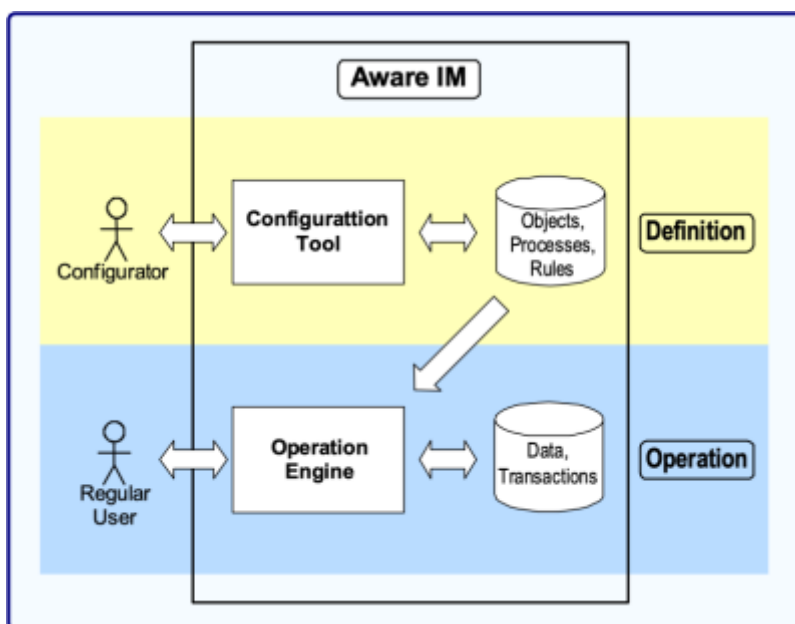 Aware IM
Configurattion
Tool
Objects,
Processes,
Rules
Definition
Configurator
Operation
Engine
Data,
Transactions
Operation
Regular
User